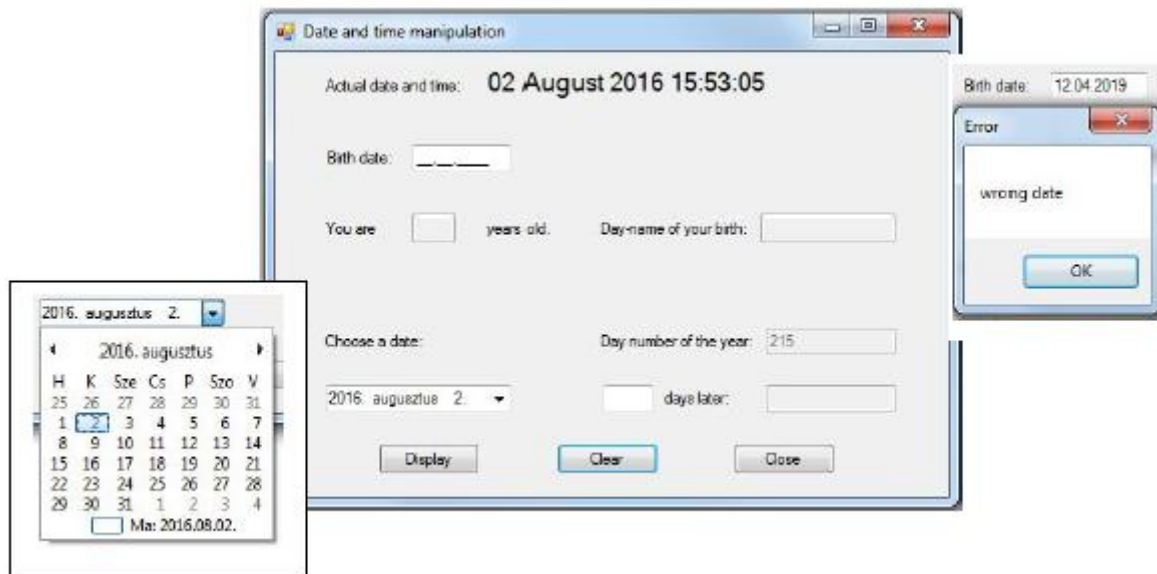 Date and time manipulation
Actual date and time: 02 August 2016 15:53:05
Birth date: __.__.____
You are years old. Day-name of your birth:
Choose a date: Day number of the year: 215
2016. augusztus 2. days later:
Display Clear Close
Birth date: 12.04.2019
Error
wrong date
OK
2016. augusztus 2.
2016. augusztus
H K Sze Cs P Szo V
25 26 27 28 29 30 31
1 2 3 4 5 6 7
8 9 10 11 12 13 14
15 16 17 18 19 20 21
22 23 24 25 26 27 28
29 30 31 1 2 3 4
Ma: 2016.08.02.